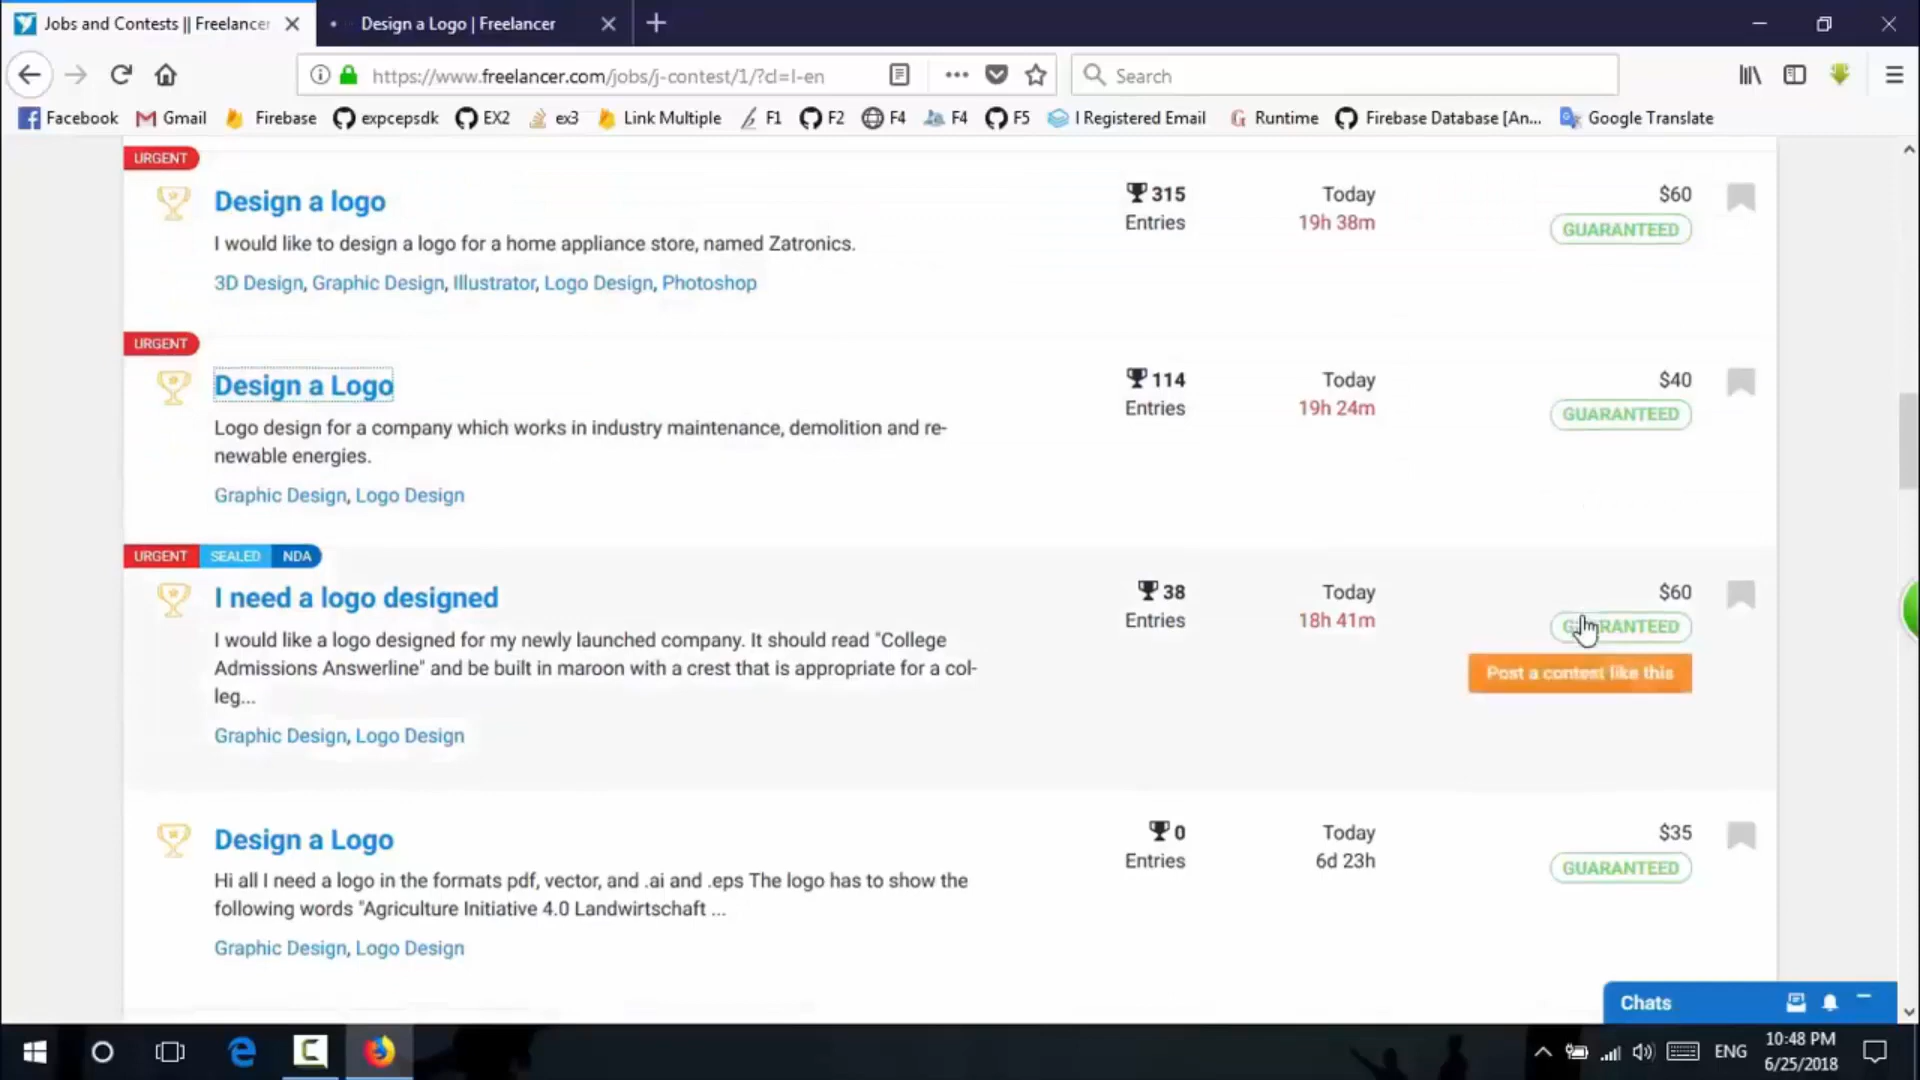 Jobs and Contests || Freelancer
Design a Logo | Freelancer
https://www.freelancer.com/jobs/j-contest/1/?cl=l-en
Search
Facebook
Gmail
Firebase
expcepsdk
EX2
ex3
Link Multiple
F1
F2
F4
F4
F5
I Registered Email
Runtime
Firebase Database [An...
Google Translate
URGENT
Design a logo
315
Entries
Today
19h 38m
$60
GUARANTEED
I would like to design a logo for a home appliance store, named Zatronics.
3D Design, Graphic Design, Illustrator, Logo Design, Photoshop
URGENT
Design a Logo
114
Entries
Today
19h 24m
$40
GUARANTEED
Logo design for a company which works in industry maintenance, demolition and re-
newable energies.
Graphic Design, Logo Design
URGENT SEALED NDA
I need a logo designed
38
Entries
Today
18h 41m
$60
GUARANTEED
Post a contest like this
I would like a logo designed for my newly launched company. It should read "College
Admissions Answerline" and be built in maroon with a crest that is appropriate for a col-
leg...
Graphic Design, Logo Design
Design a Logo
0
Entries
Today
6d 23h
$35
GUARANTEED
Hi all I need a logo in the formats pdf, vector, and .ai and .eps The logo has to show the
following words "Agriculture Initiative 4.0 Landwirtschaft ...
Graphic Design, Logo Design
Chats
ENG
10:48 PM
6/25/2018